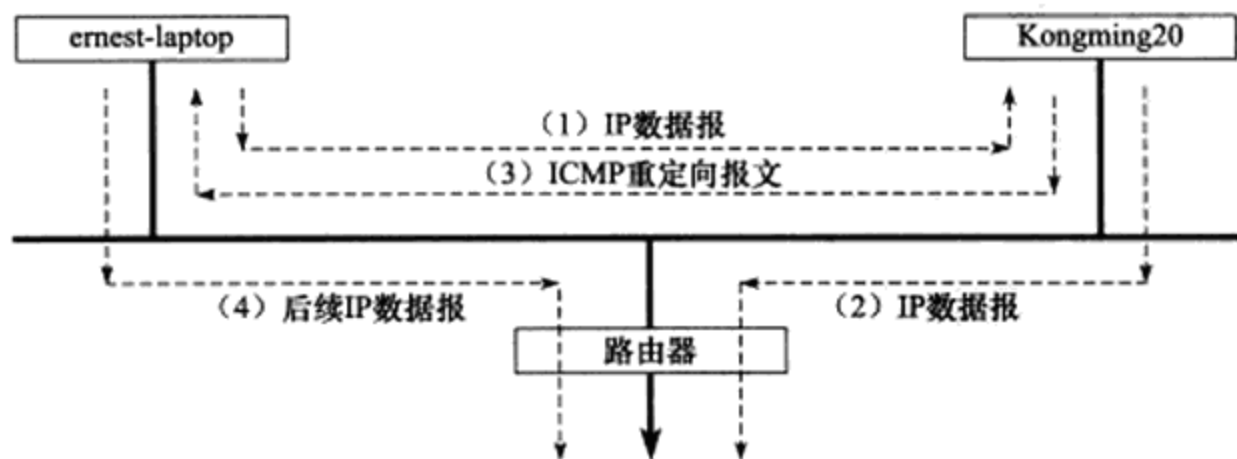 ernest-laptop
Kongming20
（1）IP数据报
（3）ICMP重定向报文
（4）后续IP数据报
（2）IP数据报
路由器